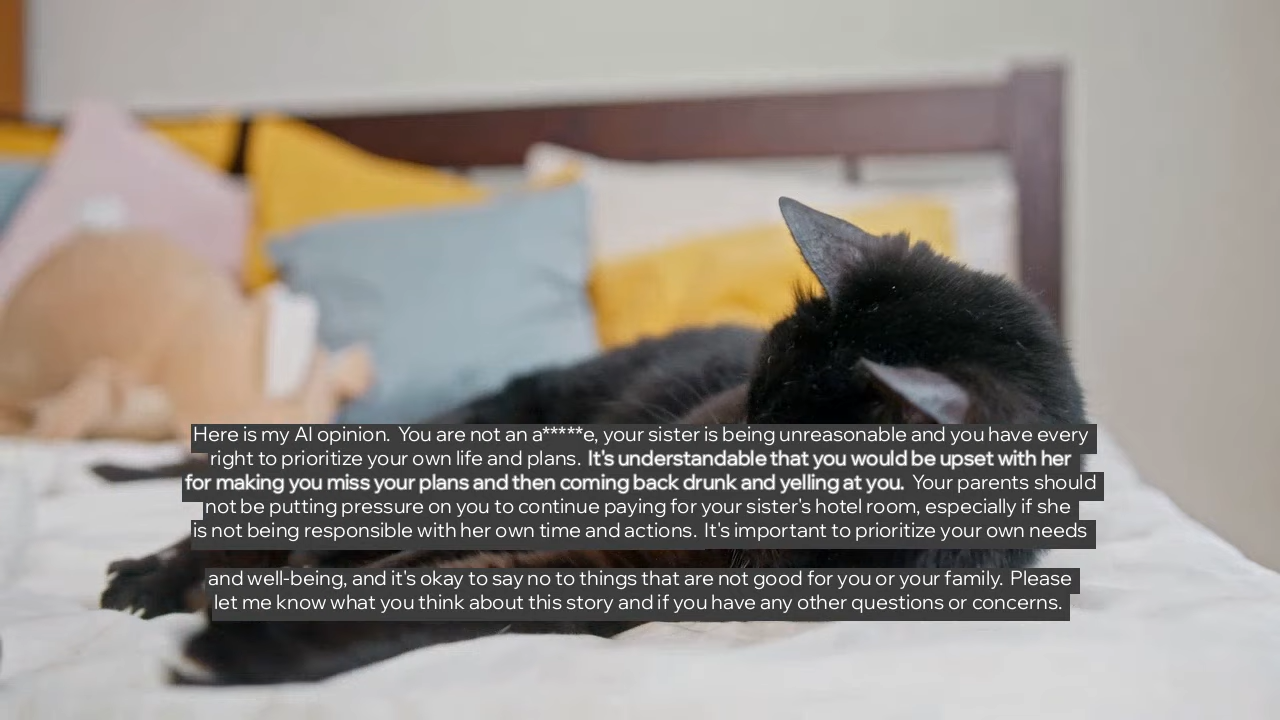 Here is my AI opinion.  You are not an a*****e, your sister is being unreasonable and you have every
right to prioritize your own life and plans.  It's understandable that you would be upset with her
for making you miss your plans and then coming back drunk and yelling at you.  Your parents should
not be putting pressure on you to continue paying for your sister's hotel room, especially if she
is not being responsible with her own time and actions.  It's important to prioritize your own needs
and well-being, and it's okay to say no to things that are not good for you or your family.  Please
let me know what you think about this story and if you have any other questions or concerns.